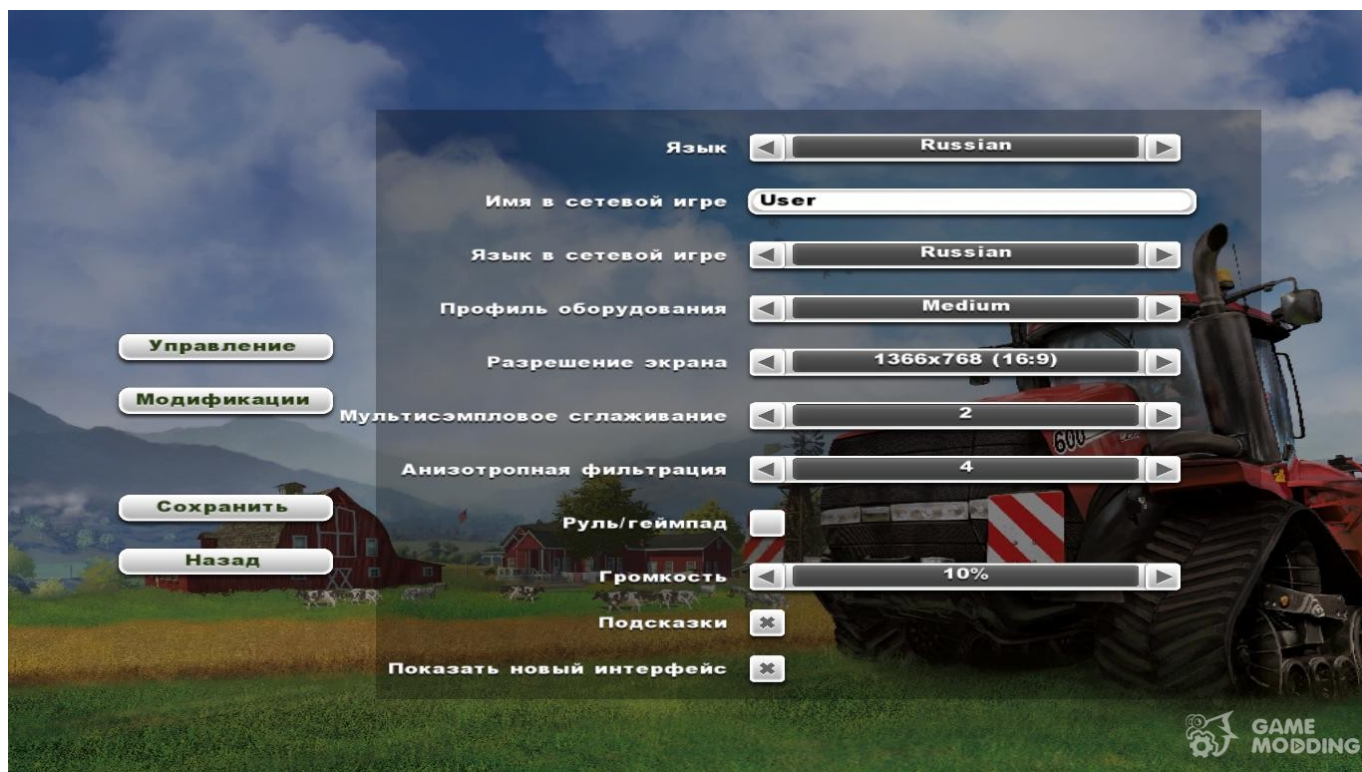 Язык Russian
Имя в сетевой игре User
Язык в сетевой игре Russian
Профиль оборудования Medium
Управление
Разрешение экрана 1366x768 (16:9)
Модификации
Мультисэмпловое сглаживание 2
600
Анизотропная фильтрация 4
Сохранить
Руль/геймпад
Назад
Громкость 10%
Подсказки
Показать новый интерфейс
GAME
MODDING